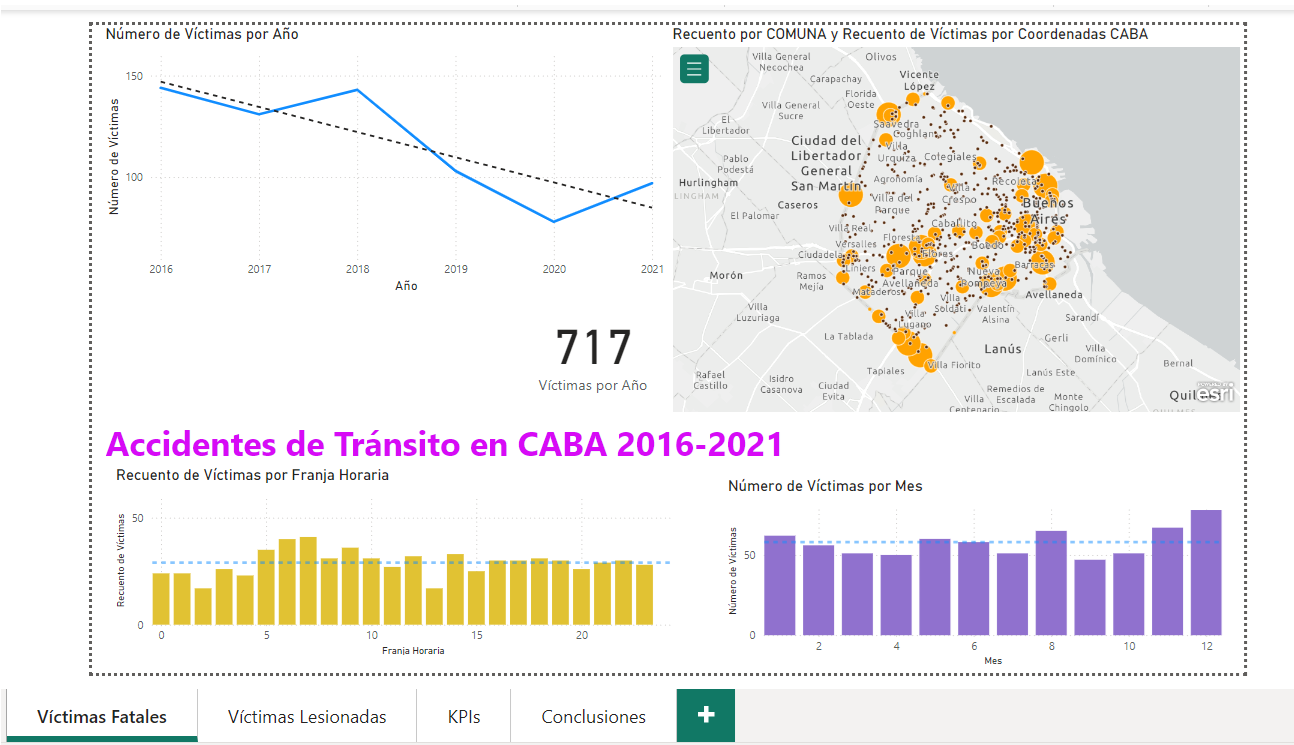 Número de Víctimas por Año
Número de Víctimas
150
100
2016 2017 2018 2019 2020 2021
Año
717
Víctimas por Año
Recuento por COMUNA y Recuento de Víctimas por Coordenadas CABA
Villa General
Necochea
Olivos
Carapachay
Vicente
López
Florida
Oeste
Villa General
Sucre
El
Libertador
Saavedra
Coghlan
Ciudad del
Libertador
General
San Martín
Villa
Urquiza
Colegiales
Pablo
Podestá
Agronomía
Recoleta
Hurlingham
LINGHAM
Villa
Crespo
Caseros
Villa del
Parque
Buenos
Aires
El Palomar
Caballito
Villa Real
Floresta
Versalles
Boedo
Ciudadela
Flores
Liniers
Parque
Avellaneda
Nueva
Pompeya
Barracas
Morón
Ramos
Mejía
Mataderos
Avellaneda
Villa
Soldati
Valentín
Alsina
Villa
Luzuriaga
Villa
Lugano
Sarandí
La Tablada
Gerli
Lanús
Villa
Domínico
Tapiales
Villa Fiorito
Bernal
Rafael
Castillo
Isidro
Casanova
Ciudad
Evita
Lanús Este
Remedios de
Escalada
Monte
Chingolo
Villa
Centenario
esri
Accidentes de Tránsito en CABA 2016-2021
Recuento de Víctimas por Franja Horaria
Recuento de Víctimas
50
0
0 5 10 15 20
Franja Horaria
Número de Víctimas por Mes
Número de Víctimas
50
0
2 4 6 8 10 12
Mes
Víctimas Fatales Víctimas Lesionadas KPIs Conclusiones +